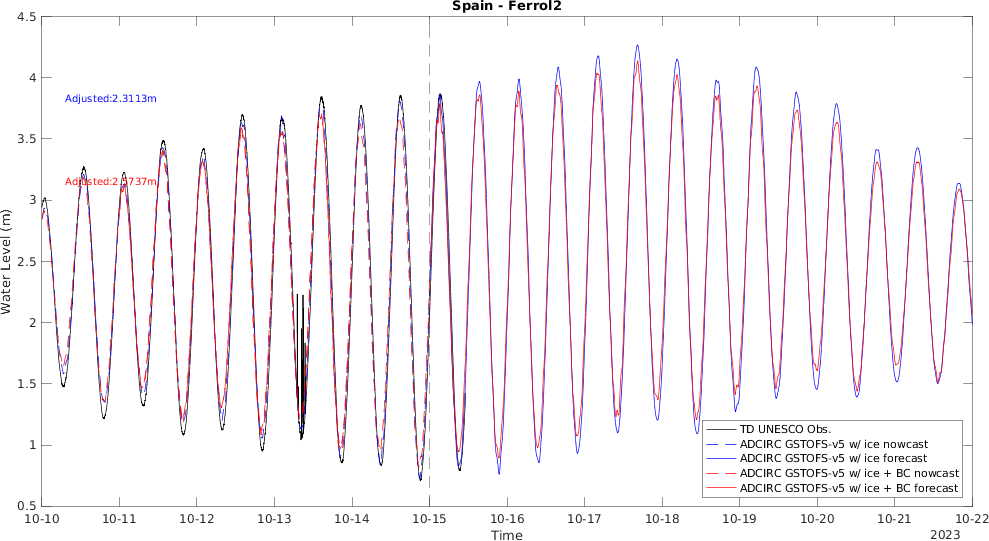 Spain - Ferrol2
4.5
4
3.5
3
2.5
2
1.5
1
0.5
Water Level (m)
Adjusted:2.3113m
TD UNESCO Obs.
ADCIRC GSTOFS-v5 w/ ice nowcast
ADCIRC GSTOFS-v5 w/ ice forecast
ADCIRC GSTOFS-v5 w/ ice + BC nowcast
ADCIRC GSTOFS-v5 w/ ice + BC forecast
10-10 10-11 10-12 10-13 10-14 10-15 10-16 10-17 10-18 10-19 10-20 10-21 10-22
Time
2023